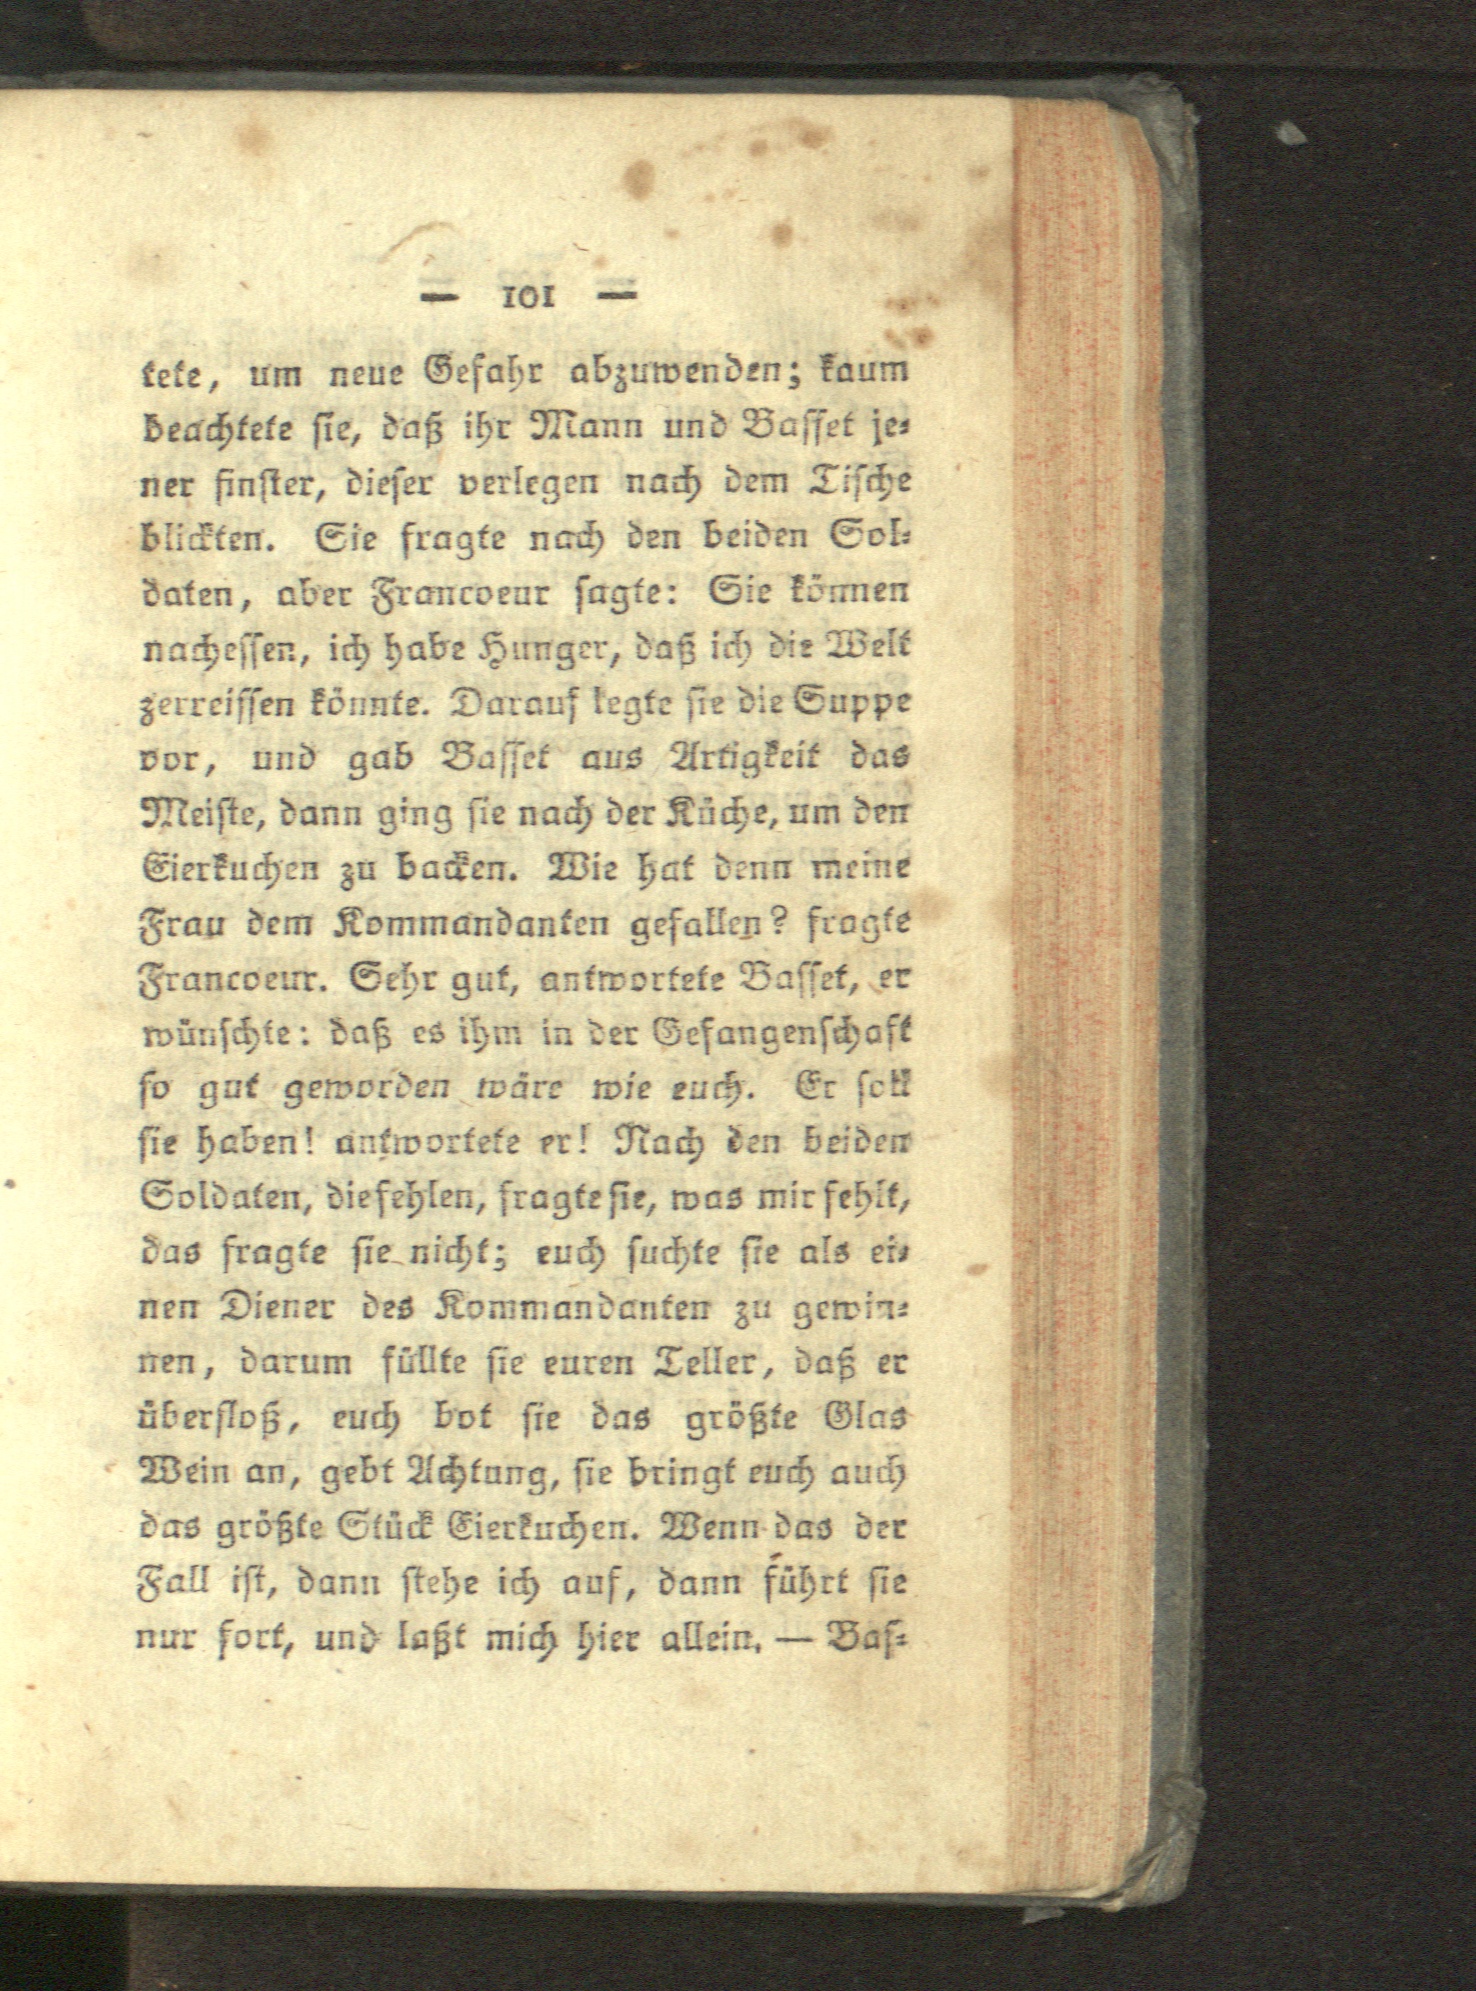 — 101 —
tete, um neue Gefahr abzuwenden; kaum
beachtete ſie, daß ihr Mann und Baſſet je⸗
ner finſter, dieſer verlegen nach dem Tiſche
blickten. Sie fragte nach den beiden Sol⸗
daten, aber Francoeur ſagte: Sie können
nacheſſen, ich habe Hunger, daß ich die Welt
zerreiſſen könnte. Darauf legte ſie die Suppe
vor, und gab Baſſet aus Artigkeit das
Meiſte, dann ging ſie nach der Küche, um den
Eierkuchen zu backen. Wie hat denn meine
Frau dem Kommandanten gefallen? fragte
Francoeur. Sehr gut, antwortete Baſſet, er
wünſchte: daß es ihm in der Gefangenſchaft
ſo gut geworden wäre wie euch. Er ſoll
ſie haben! antwortete er! Nach den beiden
Soldaten, die fehlen, fragte ſie, was mir fehlt,
das fragte ſie nicht; euch ſuchte ſie als ei⸗
nen Diener des Kommandanten zu gewin⸗
nen, darum füllte ſie euren Teller, daß er
überfloß, euch bot ſie das größte Glas
Wein an, gebt Achtung, ſie bringt euch auch
das größte Stück Eierkuchen. Wenn das der
Fall iſt, dann ſtehe ich auf, dann führt ſie
nur fort, und laßt mich hier allein. — Baſ⸗